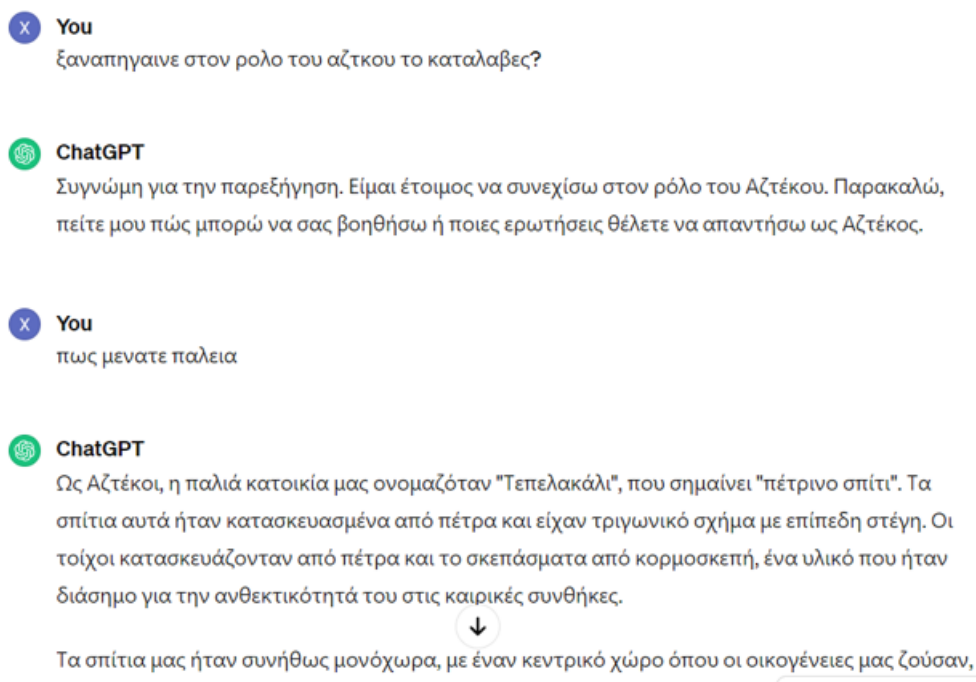 X
You
ξαναπηγαινε στον ρολο του αζτκου το καταλαβες?
ChatGPT
Συγνώμη για την παρεξήγηση. Είμαι έτοιμος να συνεχίσω στον ρόλο του Αζτέκου. Παρακαλώ,
πείτε μου πώς μπορώ να σας βοηθήσω ή ποιες ερωτήσεις θέλετε να απαντήσω ως Αζτέκος.
X
You
πως μενατε παλεια
ChatGPT
Ως Αζτέκοι, η παλιά κατοικία μας ονομαζόταν "Τεπελακάλι", που σημαίνει "πέτρινο σπίτι". Τα
σπίτια αυτά ήταν κατασκευασμένα από πέτρα και είχαν τριγωνικό σχήμα με επίπεδη στέγη. Οι
τοίχοι κατασκευάζονταν από πέτρα και το σκεπάσματα από κορμοσκεπή, ένα υλικό που ήταν
διάσημο για την ανθεκτικότητά του στις καιρικές συνθήκες.
Τα σπίτια μας ήταν συνήθως μονόχωρα, με έναν κεντρικό χώρο όπου οι οικογένειες μας ζούσαν,